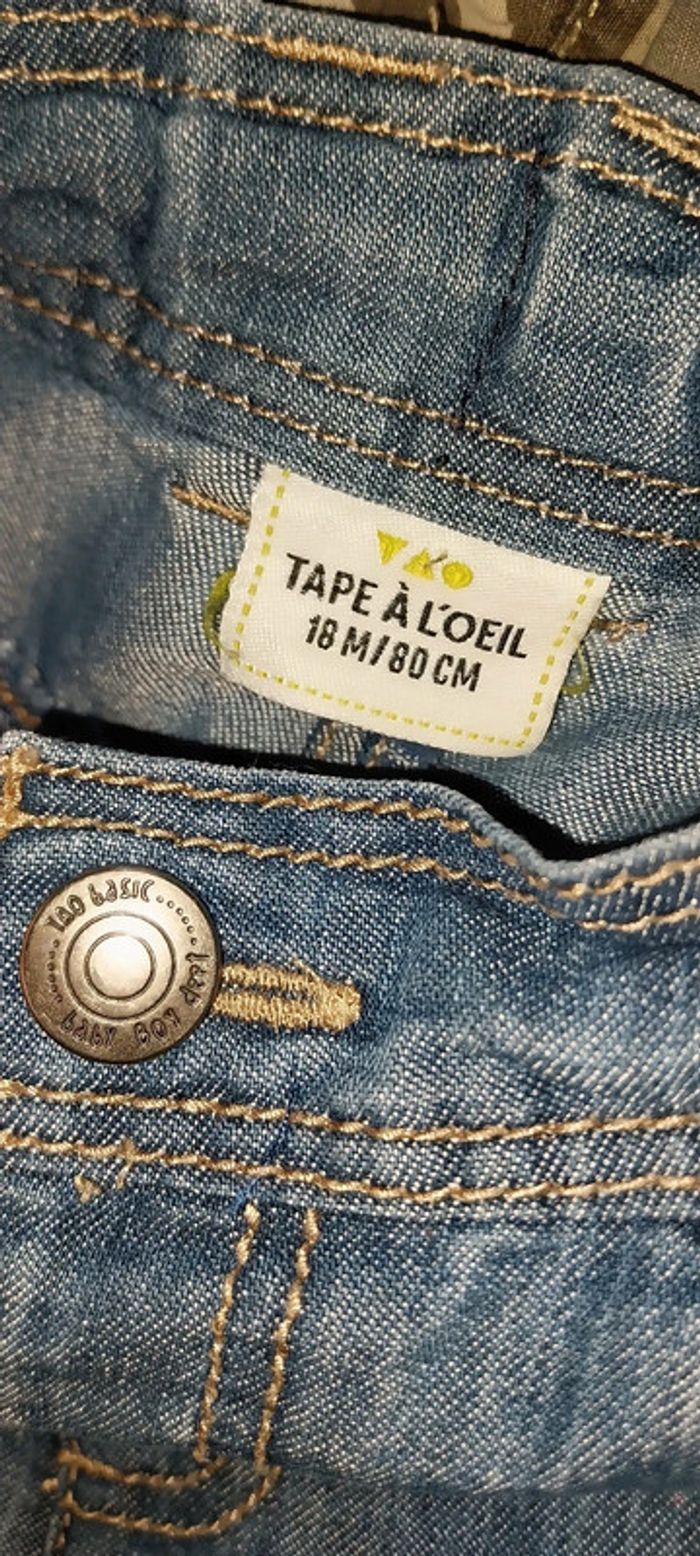 TAO
TAPE À L'OEIL
18 M/80 CM
TAO BASIC
BABY BOY